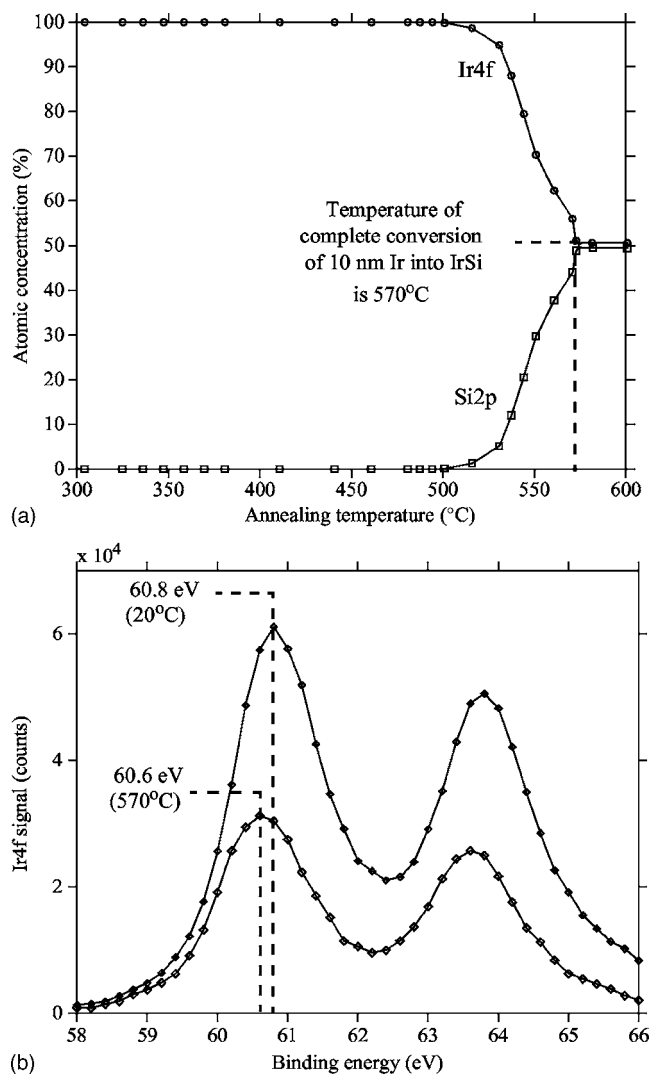 100
90
80
70
60
50
40
30
20
10
0
Atomic concentration (%)
Ir4f
Temperature of
complete conversion
of 10 nm Ir into IrSi
is 570°C
Si2p
300
350
400
450
500
550
600
(a)
Annealing temperature (°C)
x 10⁴
6
4
2
0
Ir4f signal (counts)
60.8 eV
(20°C)
60.6 eV
(570°C)
58
59
60
61
62
63
64
65
66
(b)
Binding energy (eV)